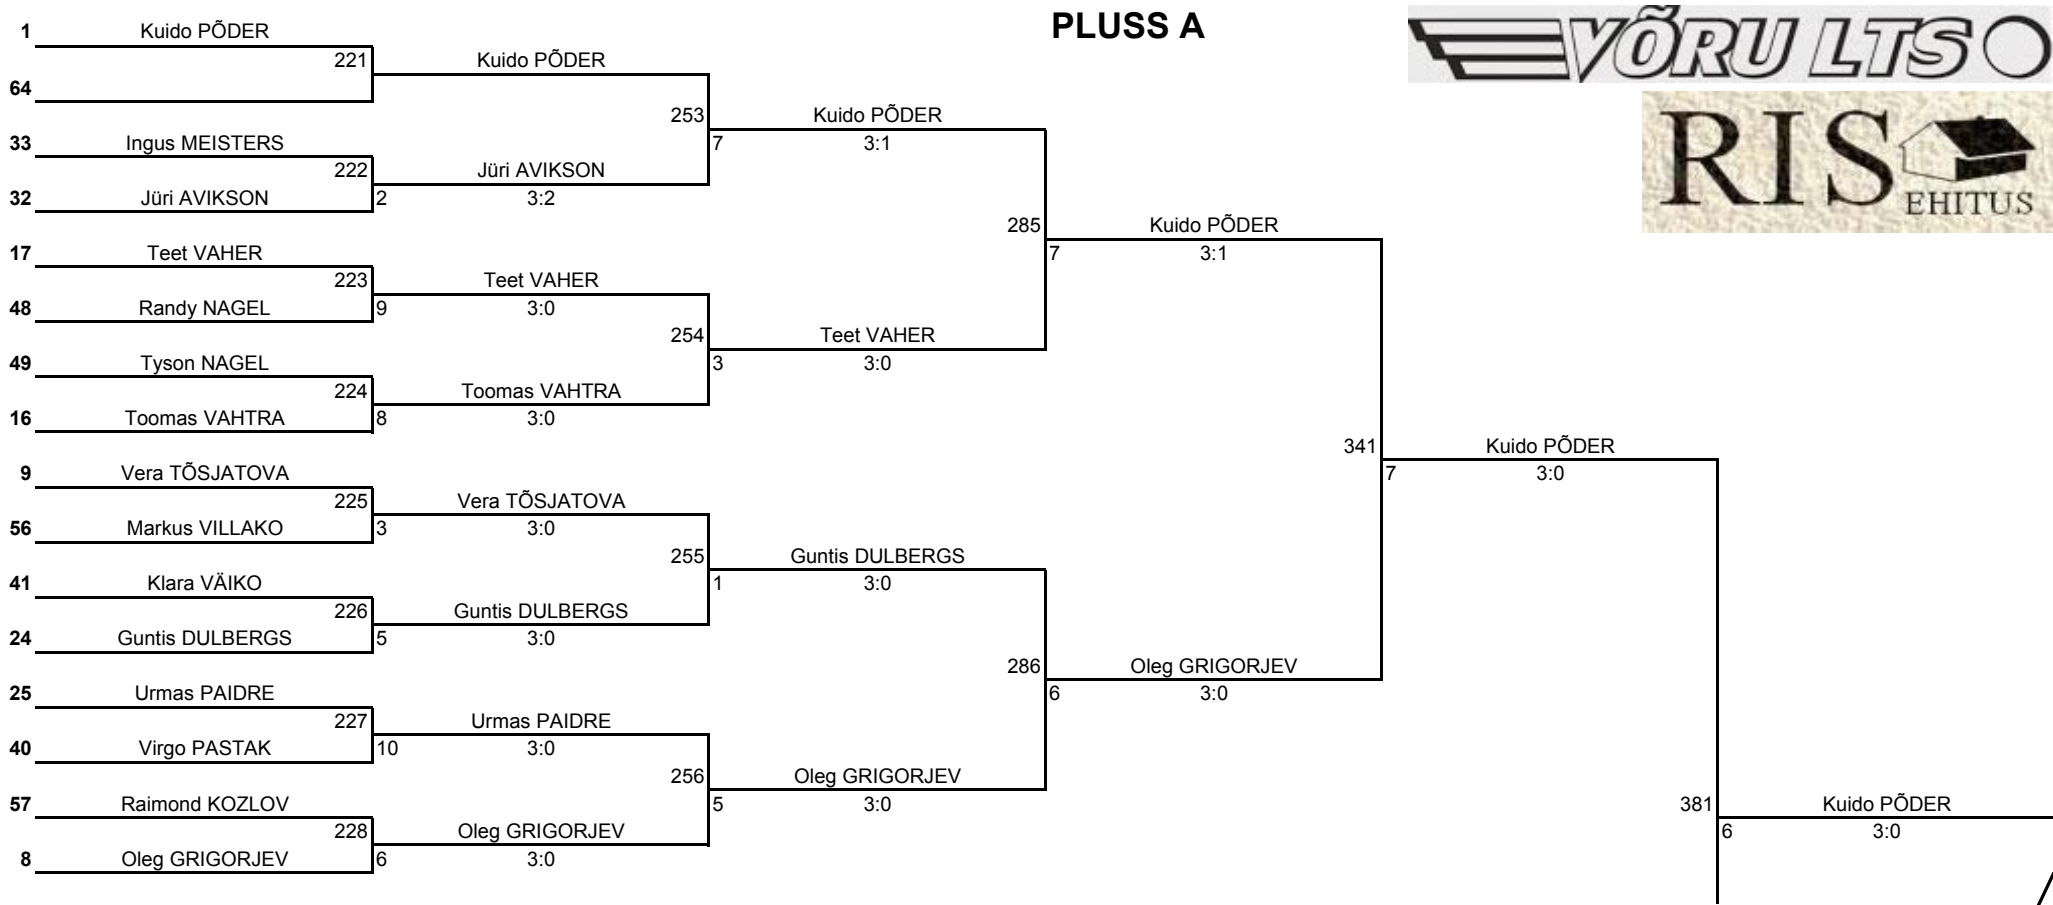 PLUSS A
VÕRU LTS
RIS
EHITUS
1 Kuido PÕDER
221 Kuido PÕDER
64
253 Kuido PÕDER
33 Ingus MEISTERS
7 3:1
222 Jüri AVIKSON
32 Jüri AVIKSON 2 3:2
285 Kuido PÕDER
17 Teet VAHER
7 3:1
223 Teet VAHER
48 Randy NAGEL 9 3:0
254 Teet VAHER
49 Tyson NAGEL
3 3:0
224 Toomas VAHTRA
16 Toomas VAHTRA 8 3:0
341 Kuido PÕDER
9 Vera TÕSJATOVA
7 3:0
225 Vera TÕSJATOVA
56 Markus VILLAKO 3 3:0
255 Guntis DULBERGS
41 Klara VÄIKO
1 3:0
226 Guntis DULBERGS
24 Guntis DULBERGS 5 3:0
286 Oleg GRIGORJEV
25 Urmas PAIDRE
6 3:0
227 Urmas PAIDRE
40 Virgo PASTAK 10 3:0
256 Oleg GRIGORJEV
57 Raimond KOZLOV
5 3:0
381 Kuido PÕDER
228 Oleg GRIGORJEV
6 3:0
8 Oleg GRIGORJEV 6 3:0